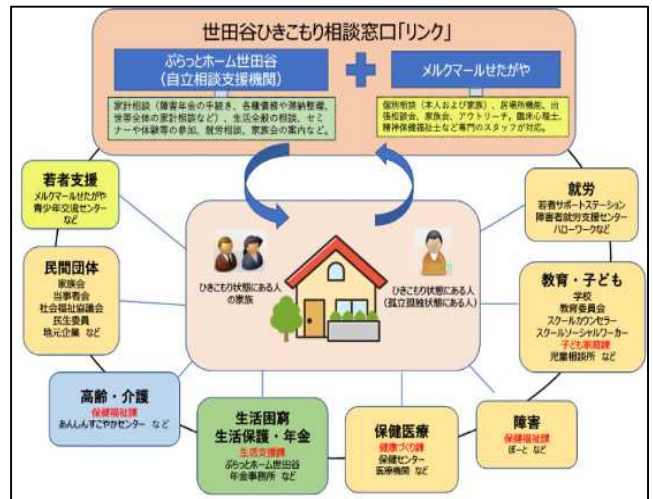 世田谷ひきこもり相談窓口「リンク」
ぷらっとホーム世田谷
(自立相談支援機関)
メルクマールせたがや
家計相談(障害年金の手続き、各種債務や滞納整理、
世帯全体の家計相談など)、生活全般の相談、セミ
ナーや体験等の参加、就労相談、家族会の案内など。
個別相談(本人および家族)、居場所機能、出
張相談会、家族会、アウトリーチ。臨床心理士、
精神保健福祉士など専門のスタッフが対応。
若者支援
メルクマールせたがや
青少年交流センター
など
就労
若者サポートステーション
障害者就労支援センター
ハローワークなど
ひきこもり状態にある人
の家族
ひきこもり状態にある人
(孤立孤独状態にある人)
民間団体
家族会
当事者会
社会福祉協議会
民生委員
地元企業 など
教育・子ども
学校
教育委員会
スクールカウンセラー
スクールソーシャルワーカー
子ども家庭課
児童相談所 など
高齢・介護
保健福祉課
あんしんすこやかセンター など
生活困窮
生活保護・年金
生活支援課
ぷらっとホーム世田谷
年金事務所 など
保健医療
健康づくり課
保健センター
医療機関 など
障害
保健福祉課
ぽーと など